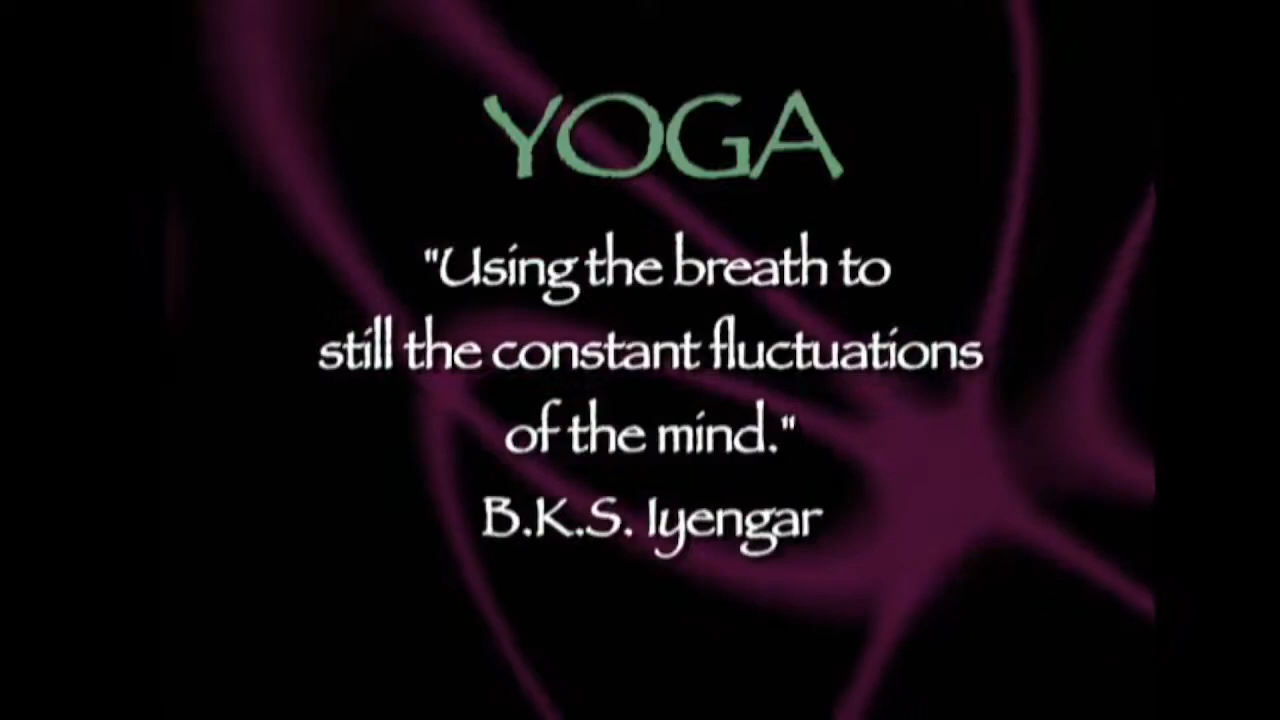 YOGA
"Using the breath to
still the constant fluctuations
of the mind."
B.K.S. Iyengar